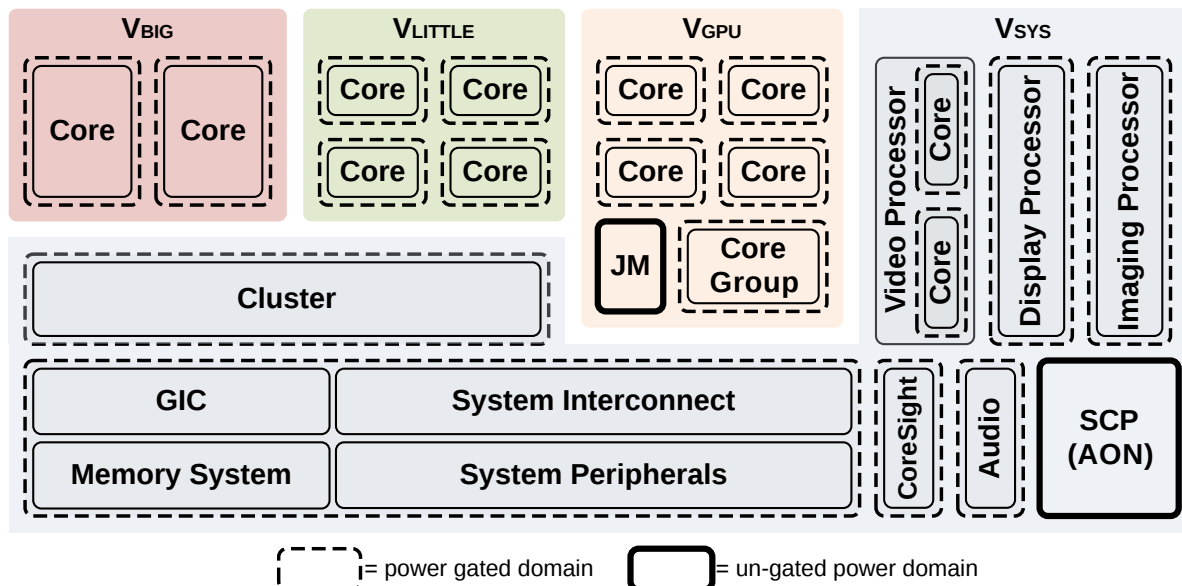 VBIG
Core
Core
VLITTLE
Core
Core
Core
Core
VGPU
Core
Core
Core
Core
JM
Core
Group
VSYS
Video Processor
Core
Core
Display Processor
Imaging Processor
Cluster
GIC
System Interconnect
Memory System
System Peripherals
CoreSight
Audio
SCP
(AON)
= power gated domain
= un-gated power domain